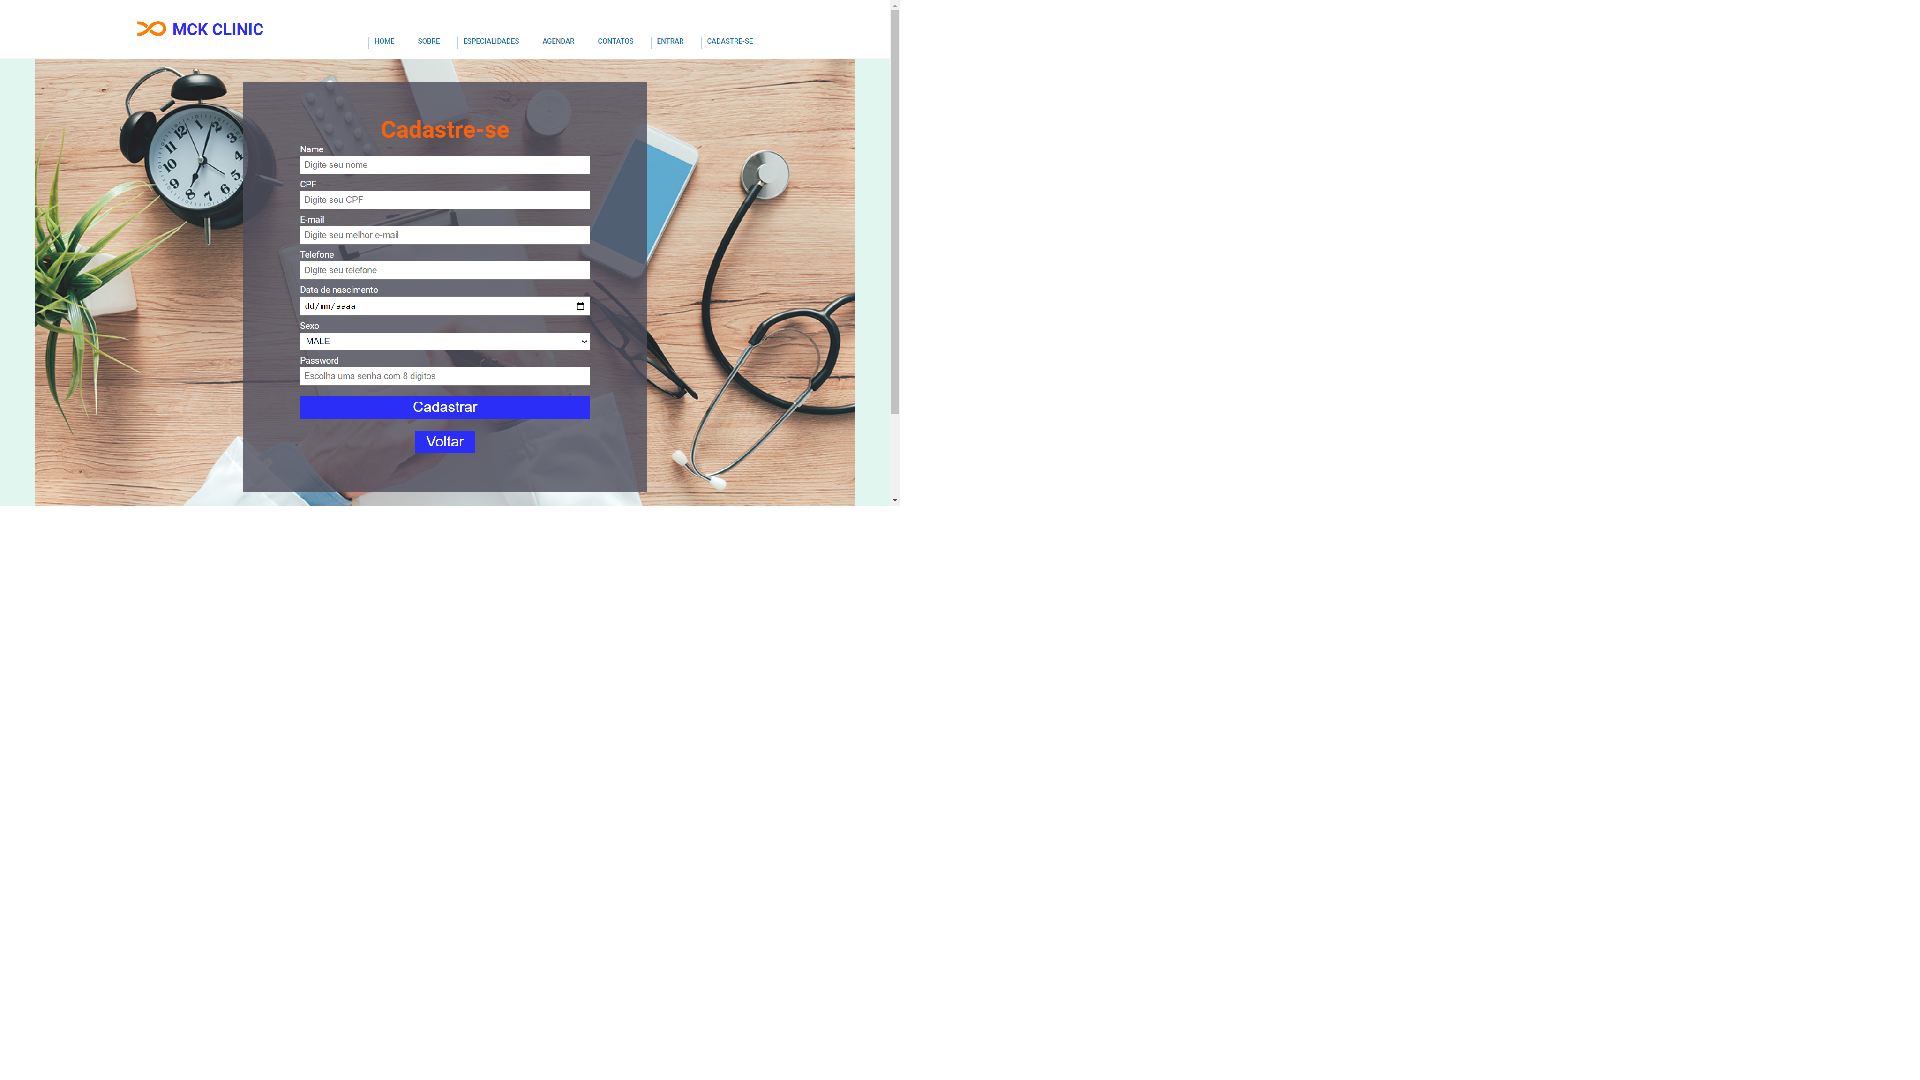 MCK CLINIC
HOME
SOBRE
ESPECIALIDADES
AGENDAR
CONTATOS
ENTRAR
CADASTRE-SE
Cadastre-se
Name
Digite seu nome
CPF
Digite seu CPF
E-mail
Digite seu melhor e-mail
Telefone
Digite seu telefone
Data de nascimento
dd/mm/aaaa
Sexo
MALE
Password
Escolha uma senha com 8 digitos
Cadastrar
Voltar